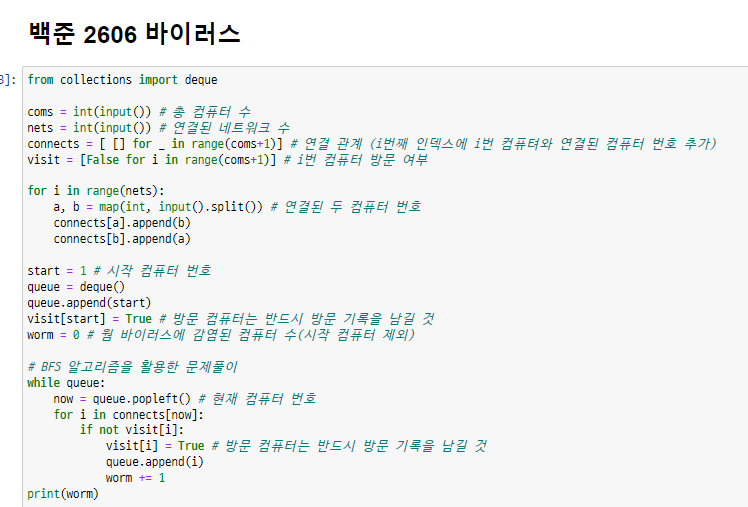 백준 2606 바이러스
3]: from collections import deque
coms = int(input()) # 총 컴퓨터 수
nets = int(input()) # 연결된 네트워크 수
connects = [ [] for _ in range(coms+1)] # 연결 관계 (i번째 인덱스에 i번 컴퓨터와 연결된 컴퓨터 번호 추가)
visit = [False for i in range(coms+1)] # i번 컴퓨터 방문 여부
for i in range(nets):
    a, b = map(int, input().split()) # 연결된 두 컴퓨터 번호
    connects[a].append(b)
    connects[b].append(a)
start = 1 # 시작 컴퓨터 번호
queue = deque()
queue.append(start)
visit[start] = True # 방문 컴퓨터는 반드시 방문 기록을 남길 것
worm = 0 # 웜 바이러스에 감염된 컴퓨터 수(시작 컴퓨터 제외)
# BFS 알고리즘을 활용한 문제풀이
while queue:
    now = queue.popleft() # 현재 컴퓨터 번호
    for i in connects[now]:
        if not visit[i]:
            visit[i] = True # 방문 컴퓨터는 반드시 방문 기록을 남길 것
            queue.append(i)
            worm += 1
print(worm)